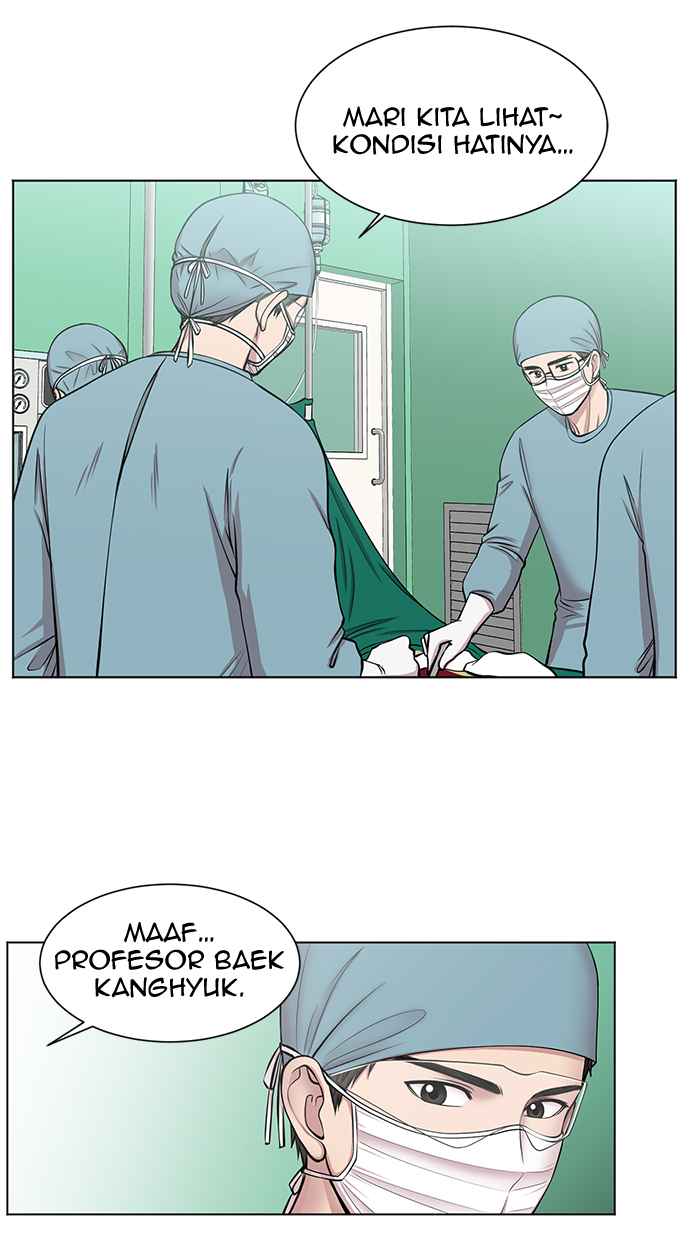 MARI KITA LIHAT~
KONDISI HATINYA...
MAAF...
PROFESOR BAEK
KANGHYUK.